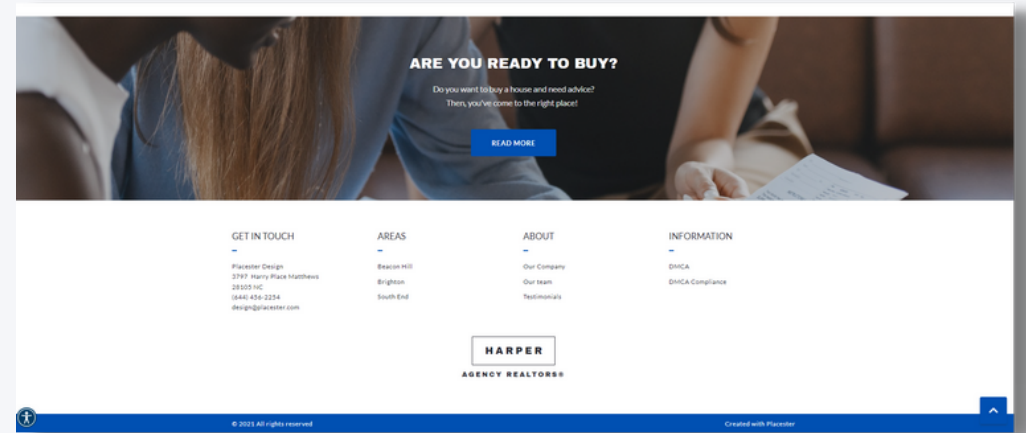 ARE YOU READY TO BUY?
Do you want to buy a house and need advice?
Then, you've come to the right place!
READ MORE
GET IN TOUCH
Placester Design
3797 Harry Place Matthews
28105 NC
(644) 456-2254
design@placester.com
AREAS
Beacon Hill
Brighton
South End
ABOUT
Our Company
Our team
Testimonials
INFORMATION
DMCA
DMCA Compliance
HARPER
AGENCY REALTORS®
© 2021 All rights reserved
Created with Placester